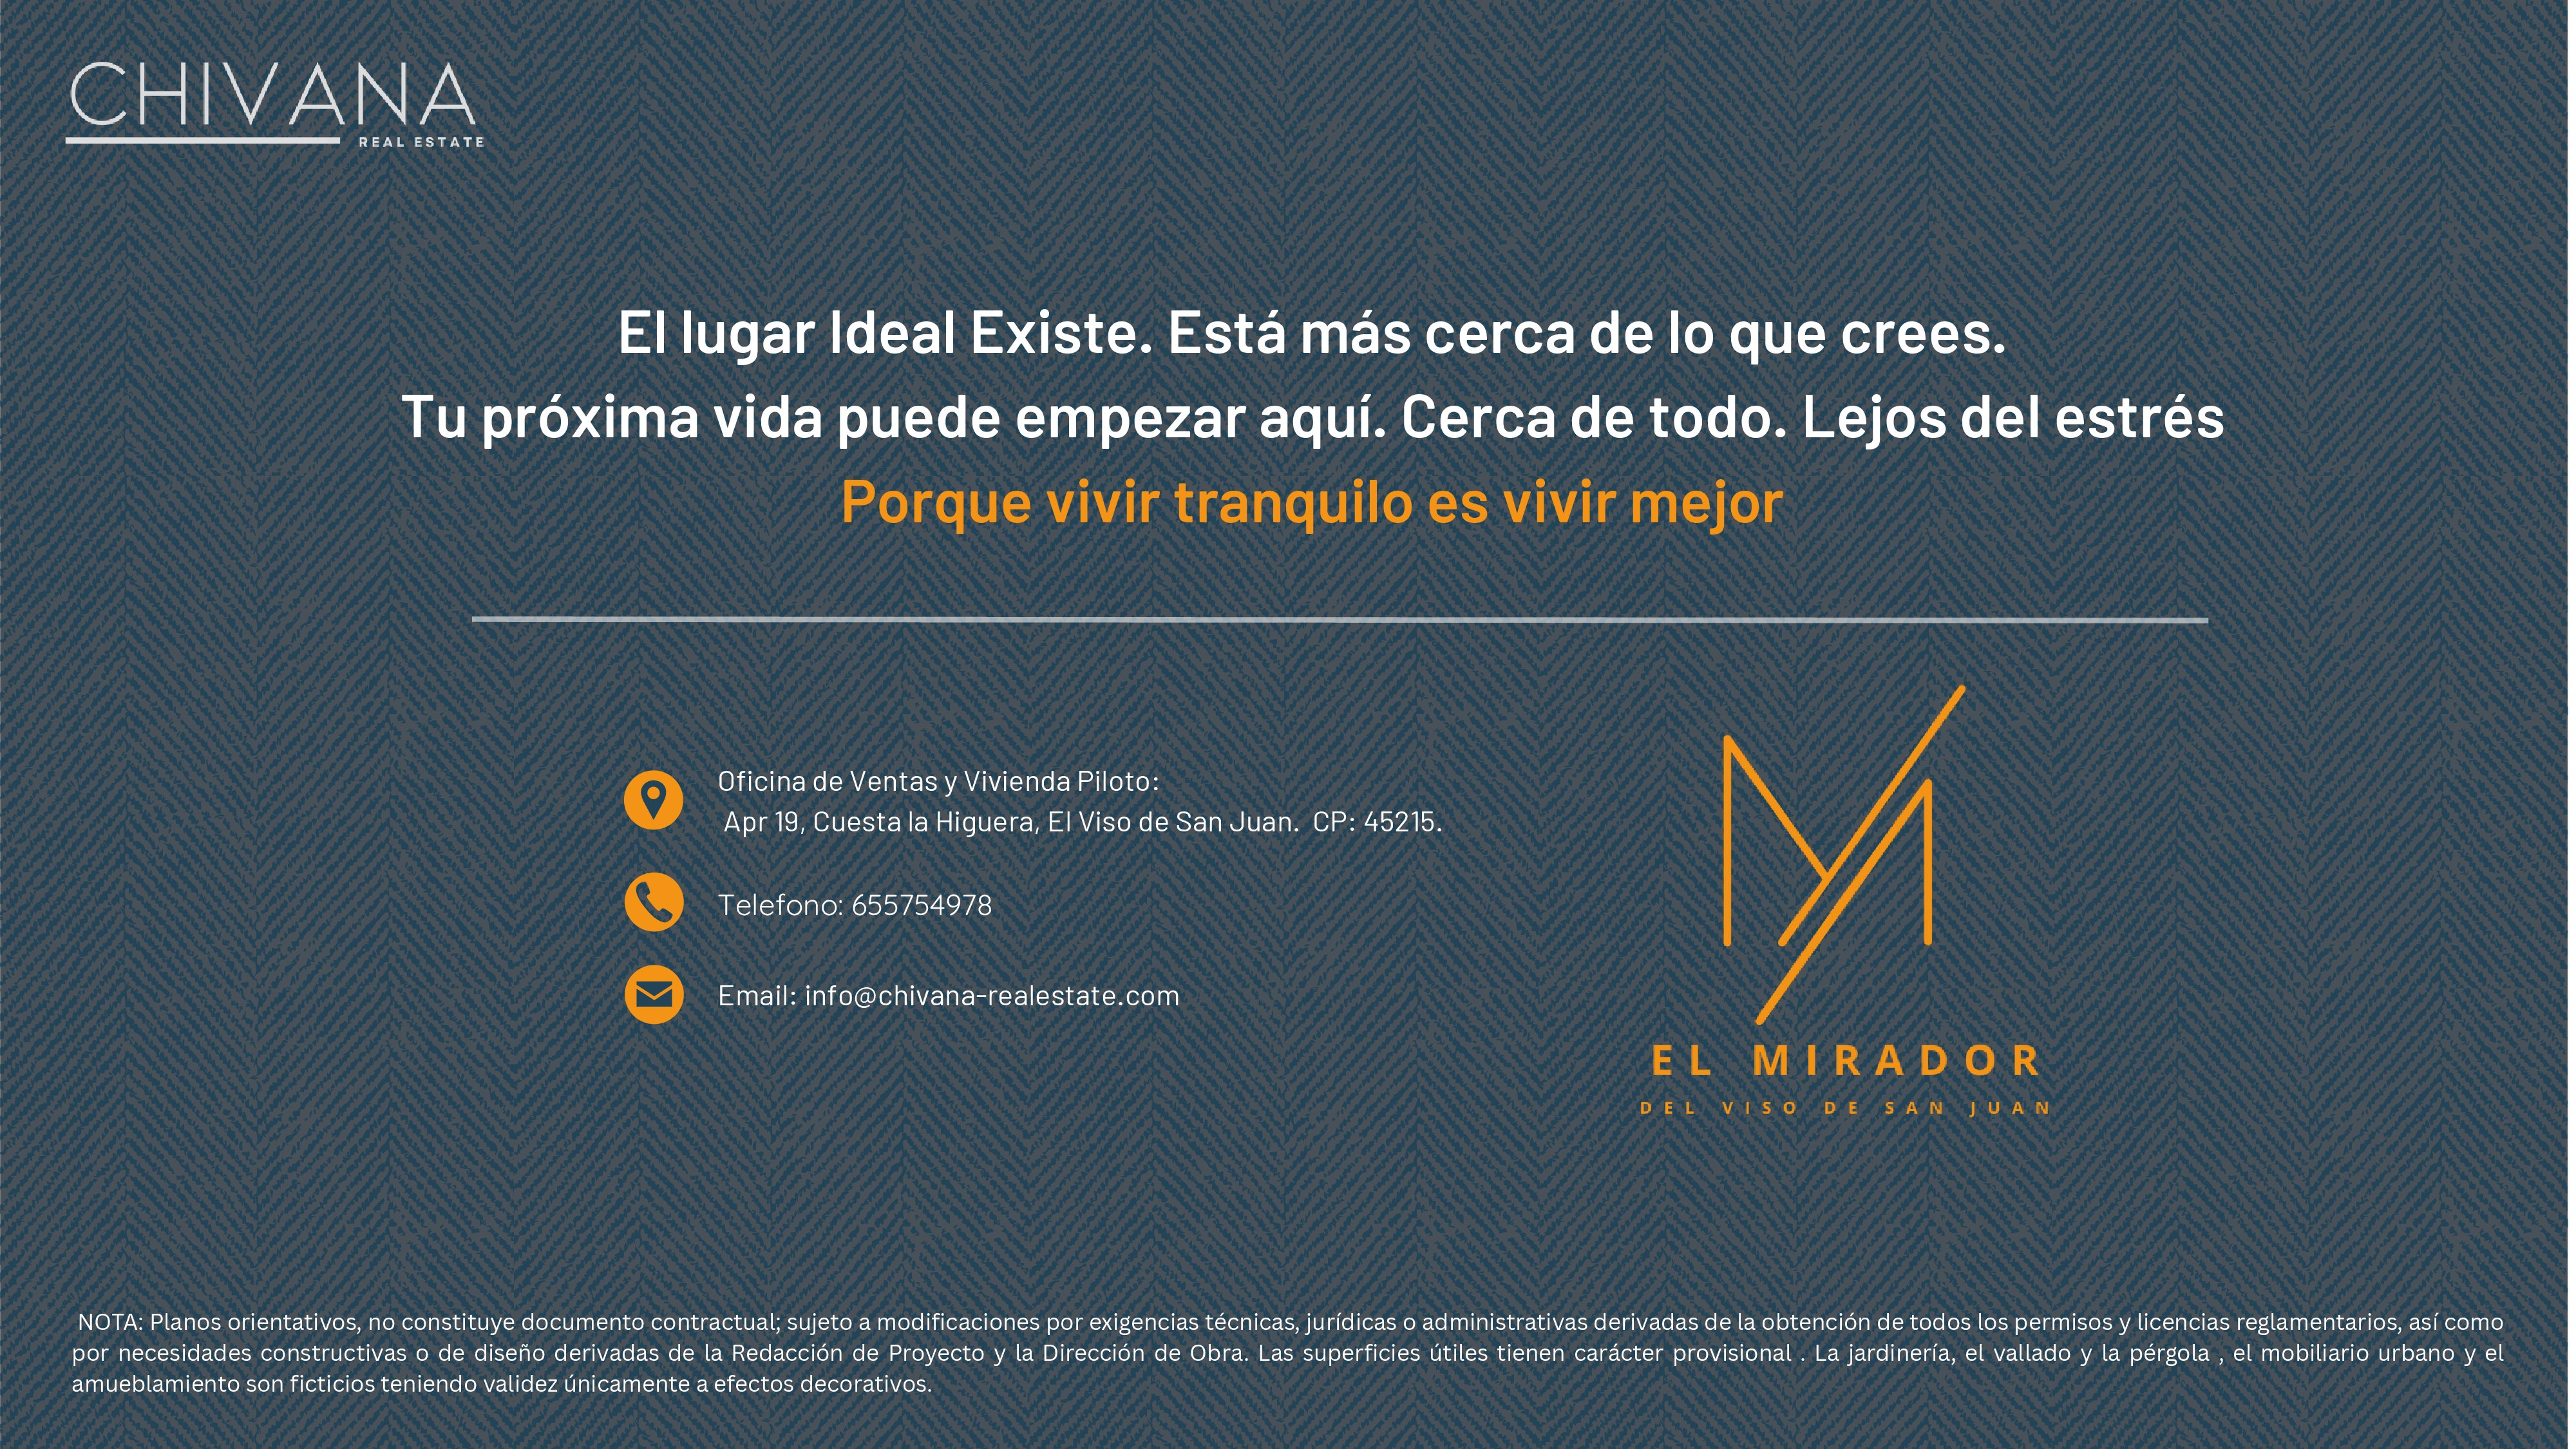 CHIVANA
REAL ESTATE
El lugar Ideal Existe. Está más cerca de lo que crees.
Tu próxima vida puede empezar aquí. Cerca de todo. Lejos del estrés
Porque vivir tranquilo es vivir mejor
Oficina de Ventas y Vivienda Piloto:
Apr 19, Cuesta la Higuera, El Viso de San Juan. CP: 45215.
Telefono: 655754978
Email: info@chivana-realestate.com
EL MIRADOR
DEL VISO DE SAN JUAN
NOTA: Planos orientativos, no constituye documento contractual; sujeto a modificaciones por exigencias técnicas, jurídicas o administrativas derivadas de la obtención de todos los permisos y licencias reglamentarios, así como
por necesidades constructivas o de diseño derivadas de la Redacción de Proyecto y la Dirección de Obra. Las superficies útiles tienen carácter provisional . La jardinería, el vallado y la pérgola , el mobiliario urbano y el
amueblamiento son ficticios teniendo validez únicamente a efectos decorativos.